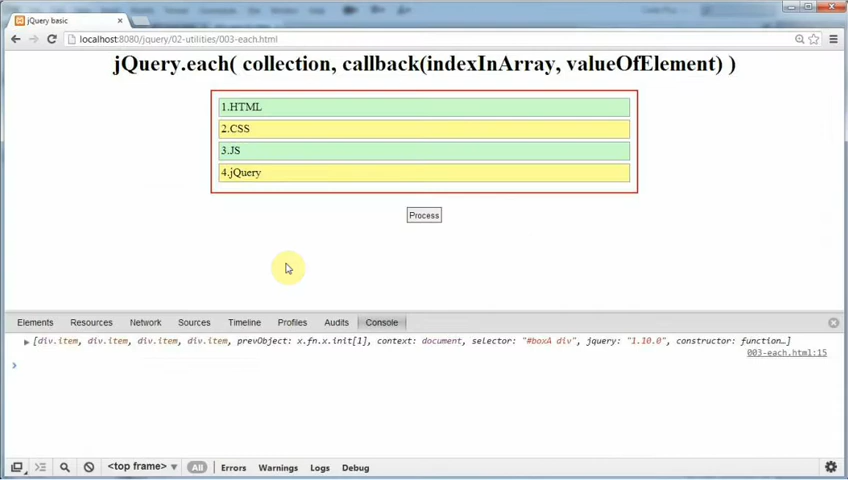 jQuery basic
localhost:8080/jquery/02-utilities/003-each.html
jQuery.each( collection, callback(indexInArray, valueOfElement) )
1.HTML
2.CSS
3.JS
4.jQuery
Process
Elements Resources Network Sources Timeline Profiles Audits Console
[div.item, div.item, div.item, div.item, prevObject: x.fn.x.init[1], context: document, selector: "#boxA div", jquery: "1.10.0", constructor: function…]
003-each.html:15
<top frame> All Errors Warnings Logs Debug